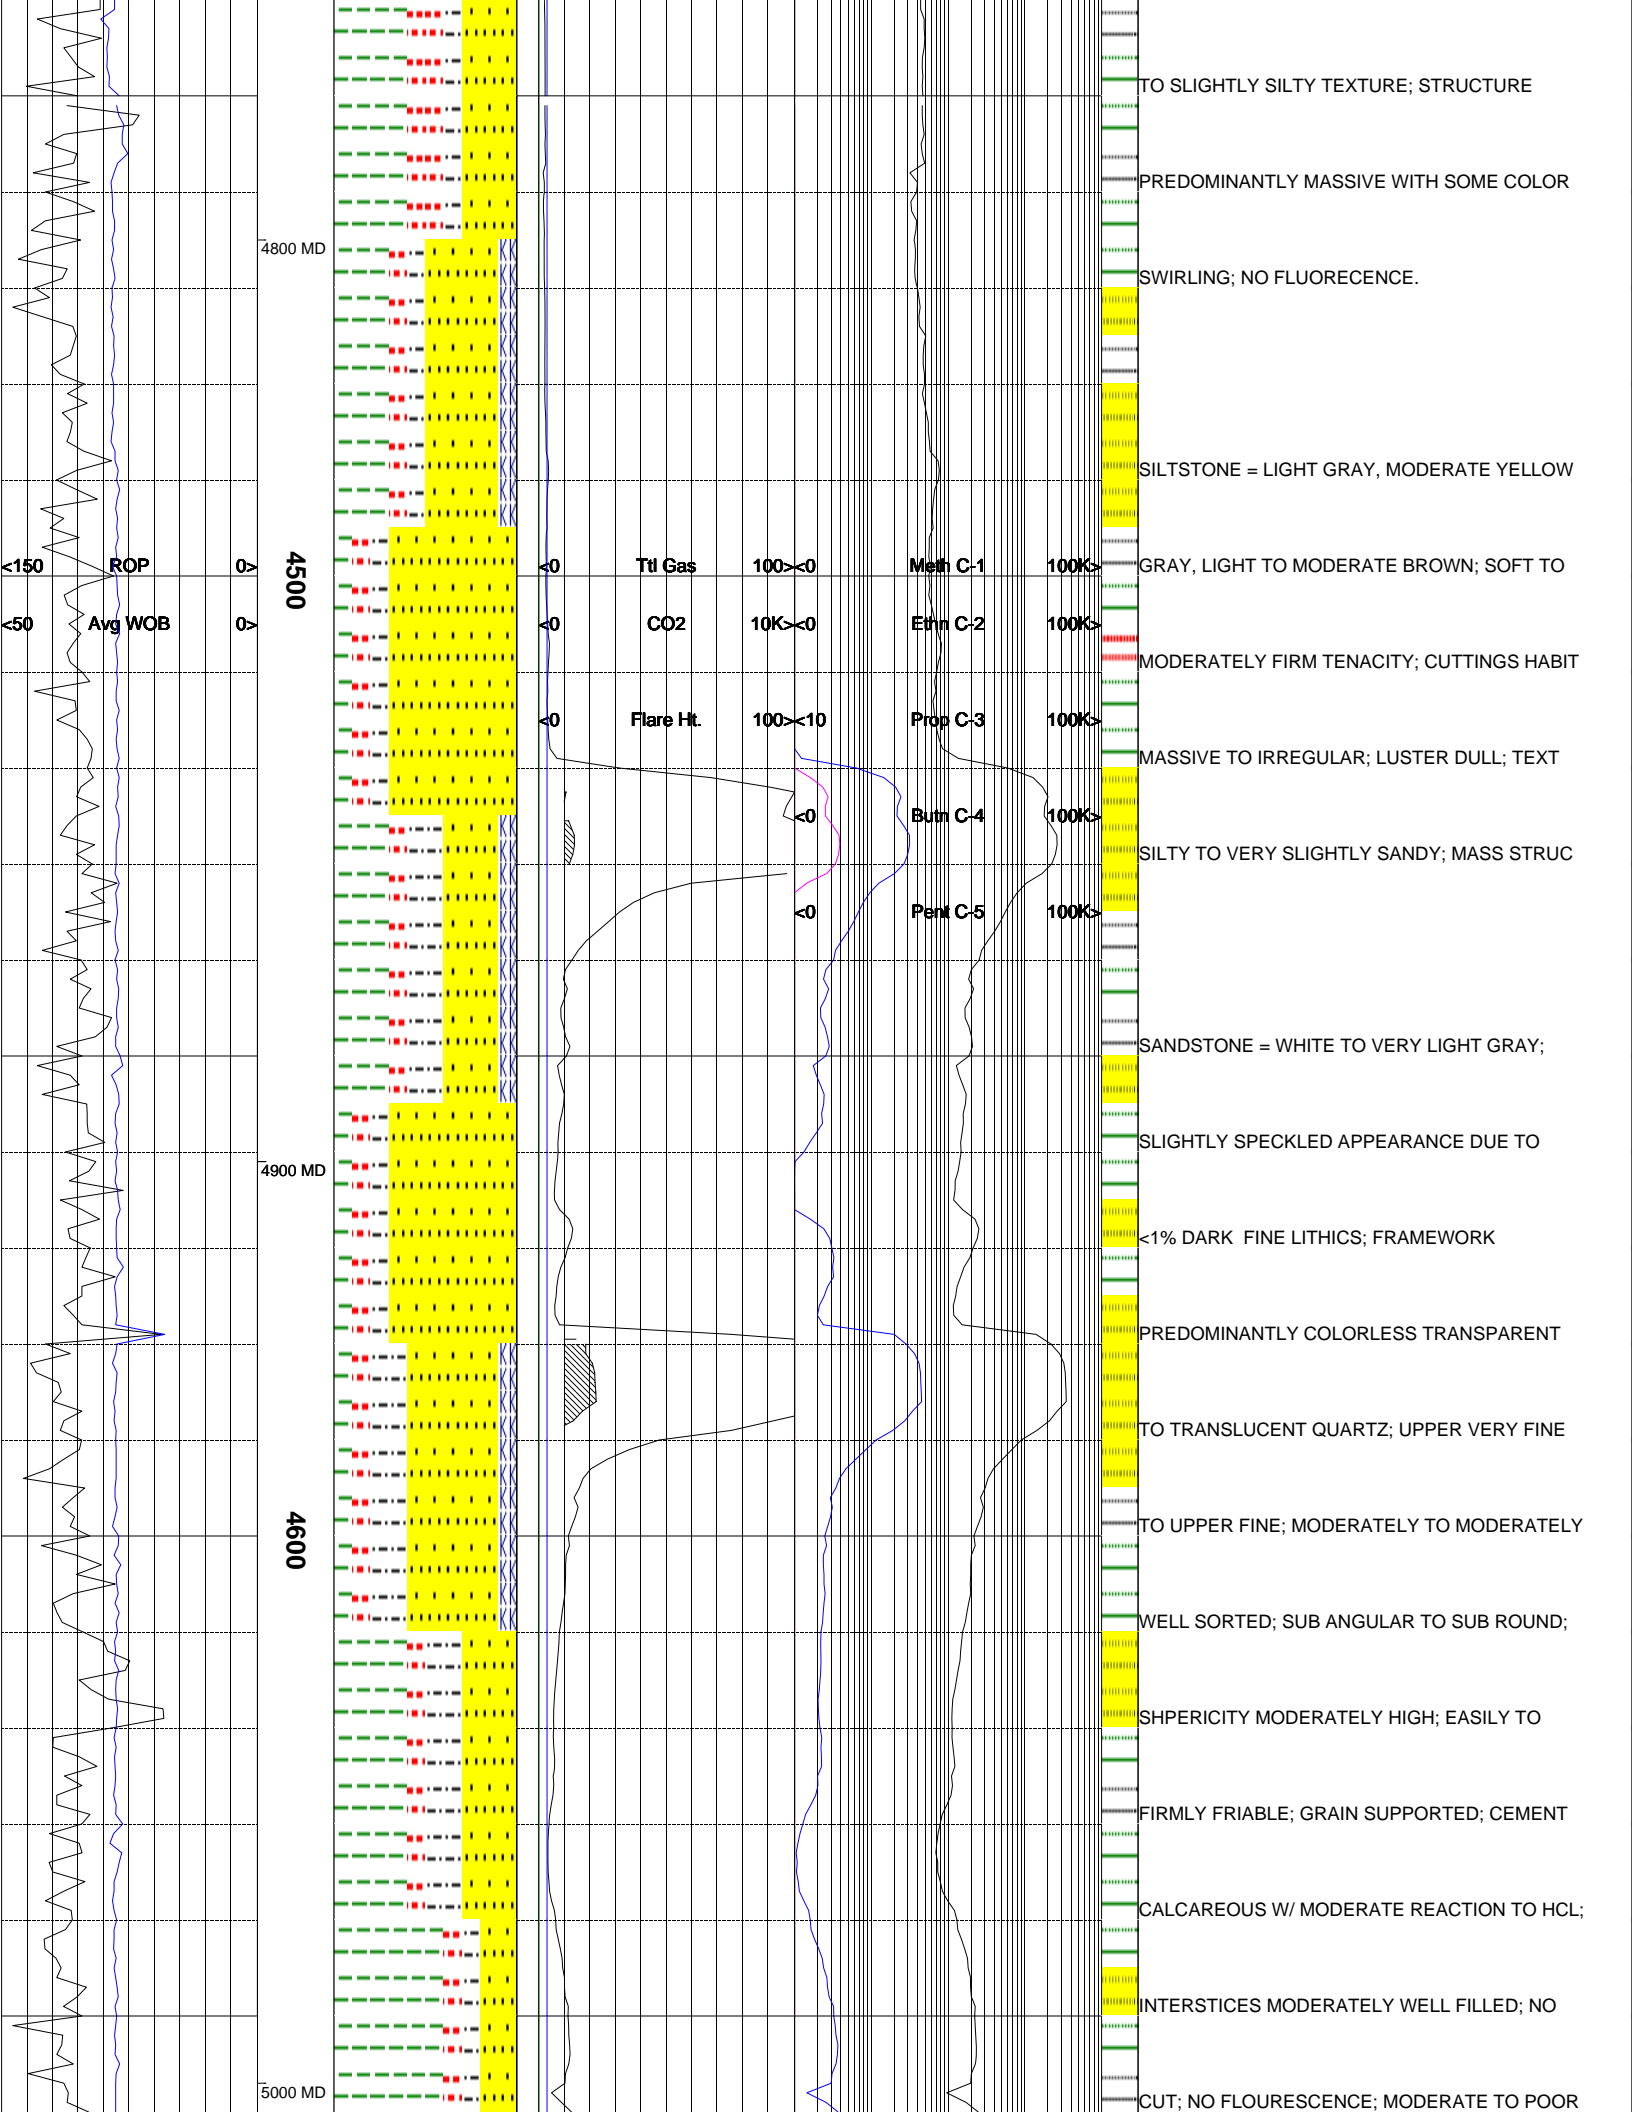 TO SLIGHTLY SILTY TEXTURE; STRUCTURE
PREDOMINANTLY MASSIVE WITH SOME COLOR
4800 MD
SWIRLING; NO FLUORECENCE.
SILTSTONE = LIGHT GRAY, MODERATE YELLOW
<150 ROP 0> 4500 <0 Ttl Gas 100> <0 Meth C-1 100K> GRAY, LIGHT TO MODERATE BROWN; SOFT TO
<50 Avg WOB 0> <0 CO2 10K> <0 Ethn C-2 100K>
MODERATELY FIRM TENACITY; CUTTINGS HABIT
<0 Flare Ht. 100> <10 Prop C-3 100K>
MASSIVE TO IRREGULAR; LUSTER DULL; TEXT
<0 Butn C-4 100K>
SILTY TO VERY SLIGHTLY SANDY; MASS STRUC
<0 Pent C-5 100K>
SANDSTONE = WHITE TO VERY LIGHT GRAY;
SLIGHTLY SPECKLED APPEARANCE DUE TO
4900 MD
<1% DARK  FINE LITHICS; FRAMEWORK
PREDOMINANTLY COLORLESS TRANSPARENT
TO TRANSLUCENT QUARTZ; UPPER VERY FINE
4600 TO UPPER FINE; MODERATELY TO MODERATELY
WELL SORTED; SUB ANGULAR TO SUB ROUND;
SHPERICITY MODERATELY HIGH; EASILY TO
FIRMLY FRIABLE; GRAIN SUPPORTED; CEMENT
CALCAREOUS W/ MODERATE REACTION TO HCL;
INTERSTICES MODERATELY WELL FILLED; NO
5000 MD
CUT; NO FLOURESCENCE; MODERATE TO POOR